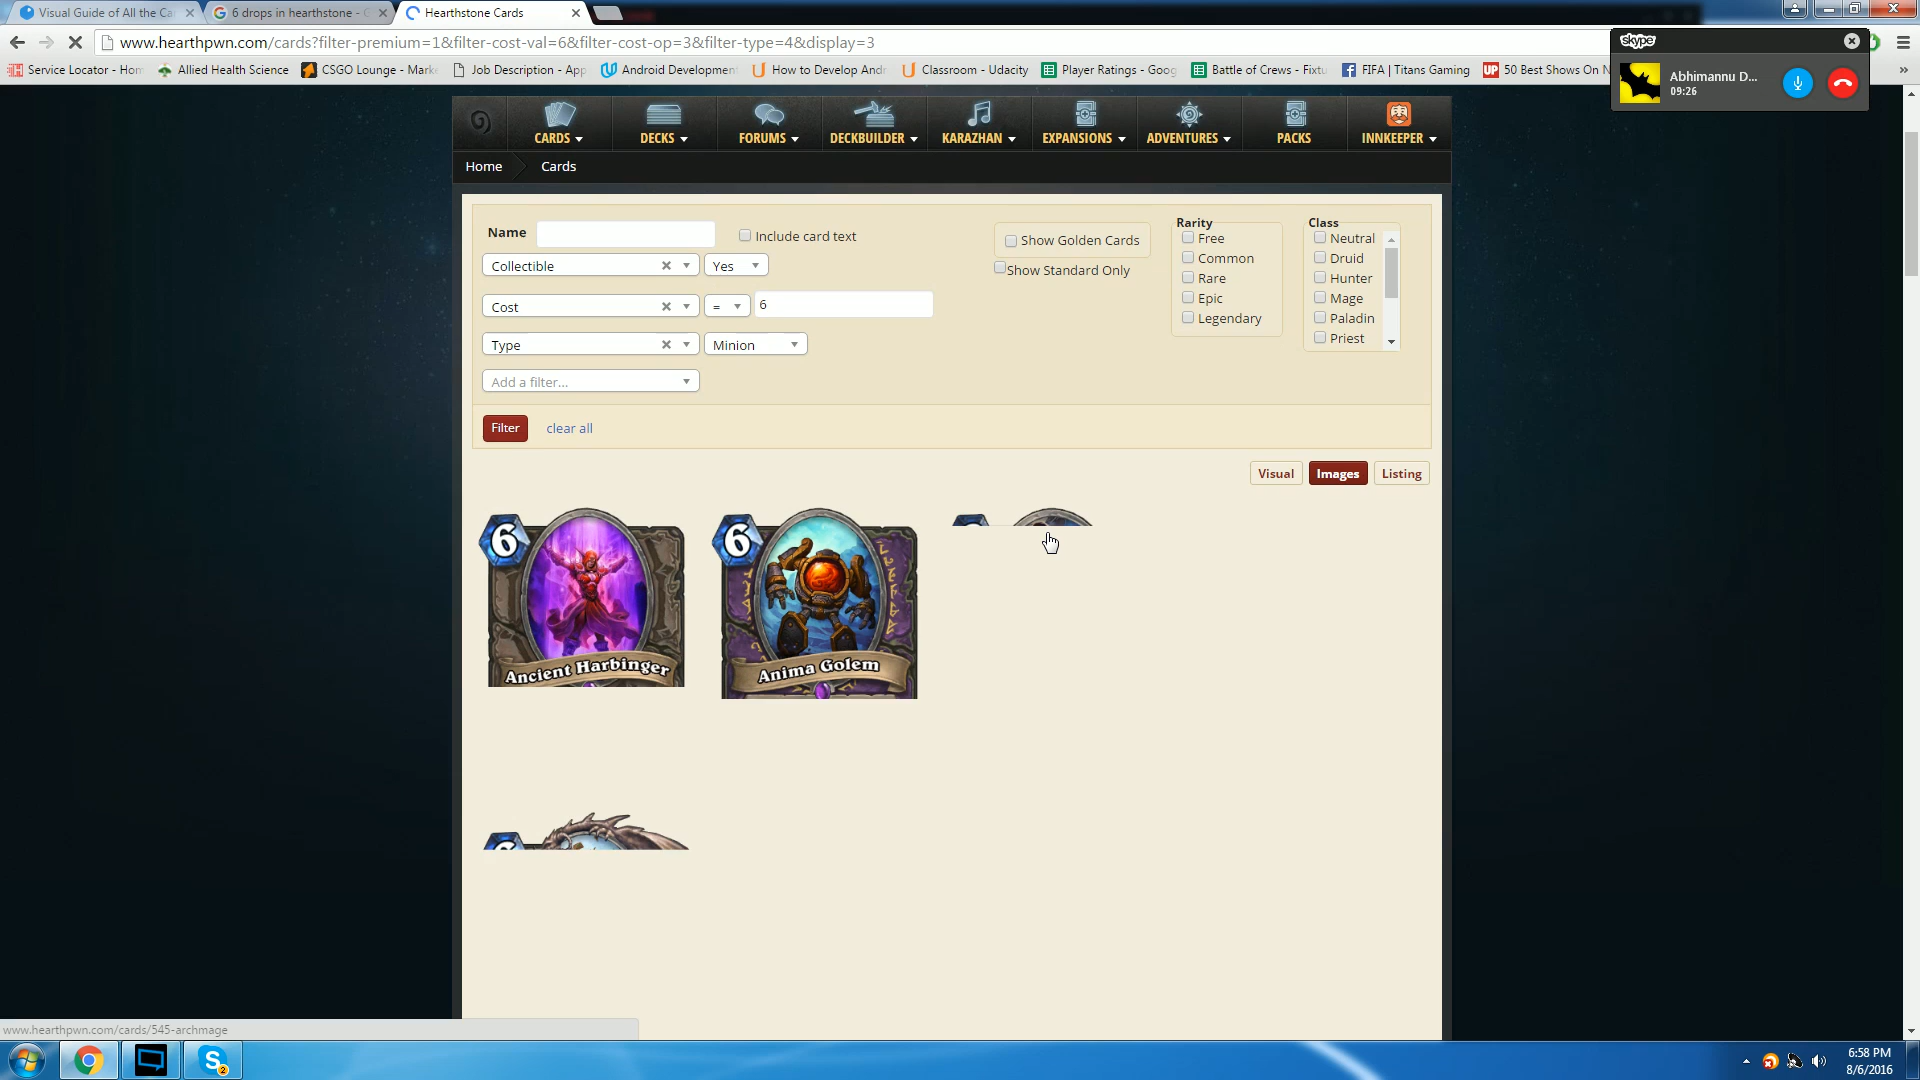 Visual Guide of All the Ca
6 drops in hearthstone - G
Hearthstone Cards
www.hearthpwn.com/cards?filter-premium=1&filter-cost-val=6&filter-cost-op=3&filter-type=4&display=3
Service Locator - Hom
Allied Health Science
CSGO Lounge - Marke
Job Description - App
Android Development
How to Develop Andr
Classroom - Udacity
Player Ratings - Goog
Battle of Crews - Fixtu
FIFA | Titans Gaming
UP 50 Best Shows On N
skype
Abhimannu D...
09:26
CARDS
DECKS
FORUMS
DECKBUILDER
KARAZHAN
EXPANSIONS
ADVENTURES
PACKS
INNKEEPER
Home
Cards
Name
Include card text
Collectible
Yes
Cost
=
6
Type
Minion
Add a filter...
Show Golden Cards
Show Standard Only
Rarity
Free
Common
Rare
Epic
Legendary
Class
Neutral
Druid
Hunter
Mage
Paladin
Priest
Filter
clear all
Visual
Images
Listing
6
Ancient Harbinger
6
Anima Golem
www.hearthpwn.com/cards/545-archmage
2
6:58 PM
8/6/2016